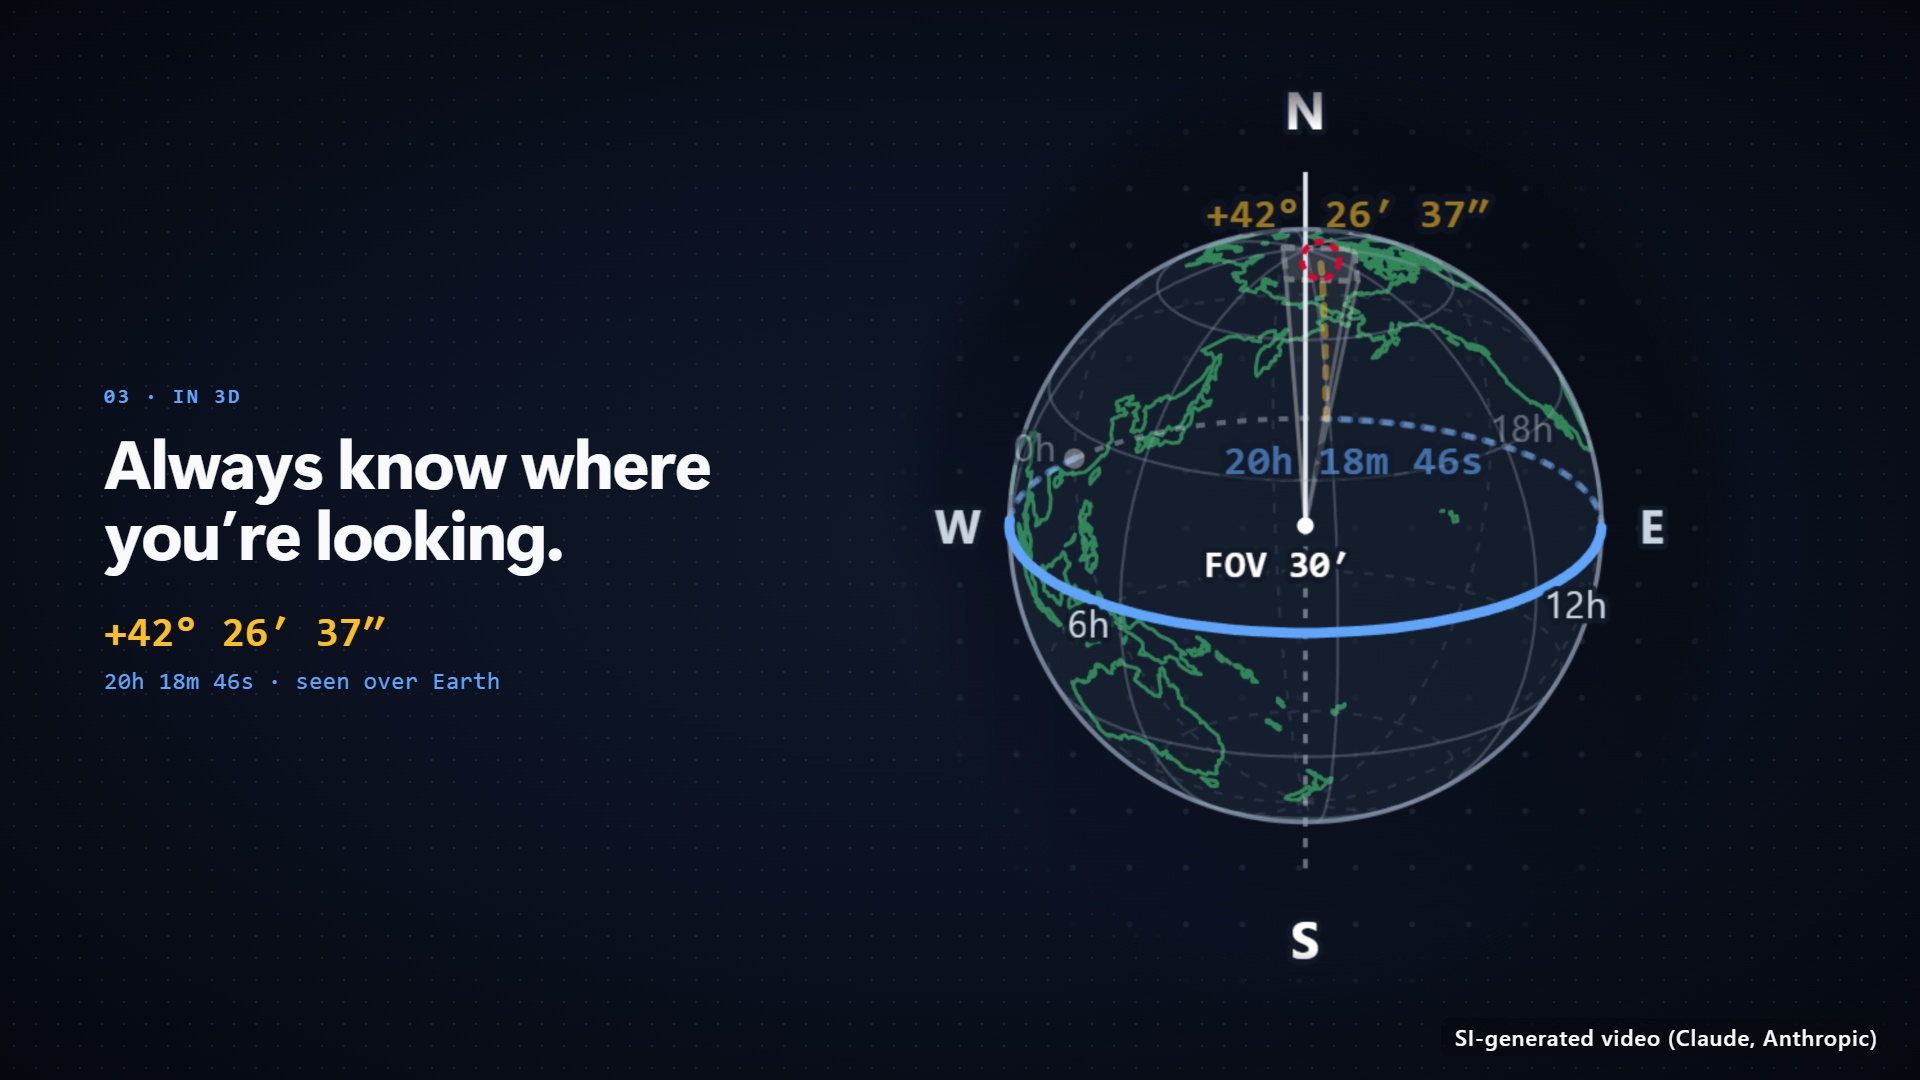 03 · IN 3D
Always know where
you’re looking.
+42° 26′ 37″
20h 18m 46s · seen over Earth
N
+42° 26′ 37″
18h
0h
20h 18m 46s
W
E
FOV 30′
12h
6h
S
SI-generated video (Claude, Anthropic)